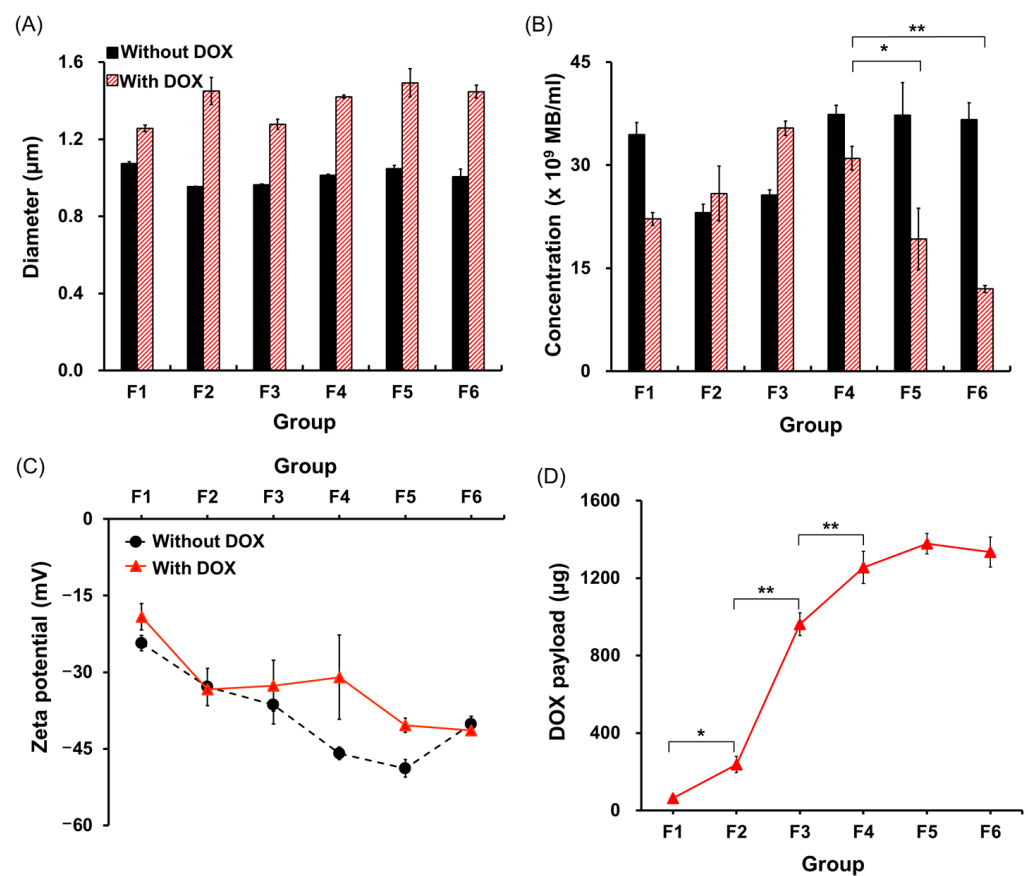 (A)
Without DOX
With DOX
1.6
1.2
0.8
0.4
0.0
Diameter (μm)
F1 F2 F3 F4 F5 F6
Group
(B)
**
*
45
30
15
0
Concentration (x 10⁹ MB/ml)
F1 F2 F3 F4 F5 F6
Group
(C)
Group
F1 F2 F3 F4 F5 F6
0
−15
−30
−45
−60
Without DOX
With DOX
Zeta potential (mV)
(D)
1600
1200
800
400
0
DOX payload (μg)
*
**
**
F1 F2 F3 F4 F5 F6
Group